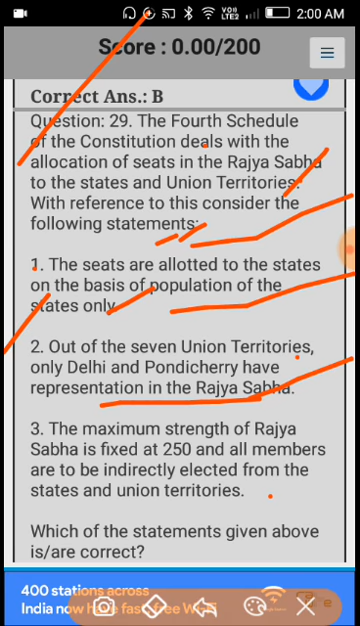 VoLTE2 2:00 AM
Score : 0.00/200
Correct Ans.: B
Question: 29. The Fourth Schedule
of the Constitution deals with the
allocation of seats in the Rajya Sabha
to the states and Union Territories.
With reference to this consider the
following statements:
1. The seats are allotted to the states
on the basis of population of the
states only.
2. Out of the seven Union Territories,
only Delhi and Pondicherry have
representation in the Rajya Sabha.
3. The maximum strength of Rajya
Sabha is fixed at 250 and all members
are to be indirectly elected from the
states and union territories.
Which of the statements given above
is/are correct?
400 stations across
India now have fast, free